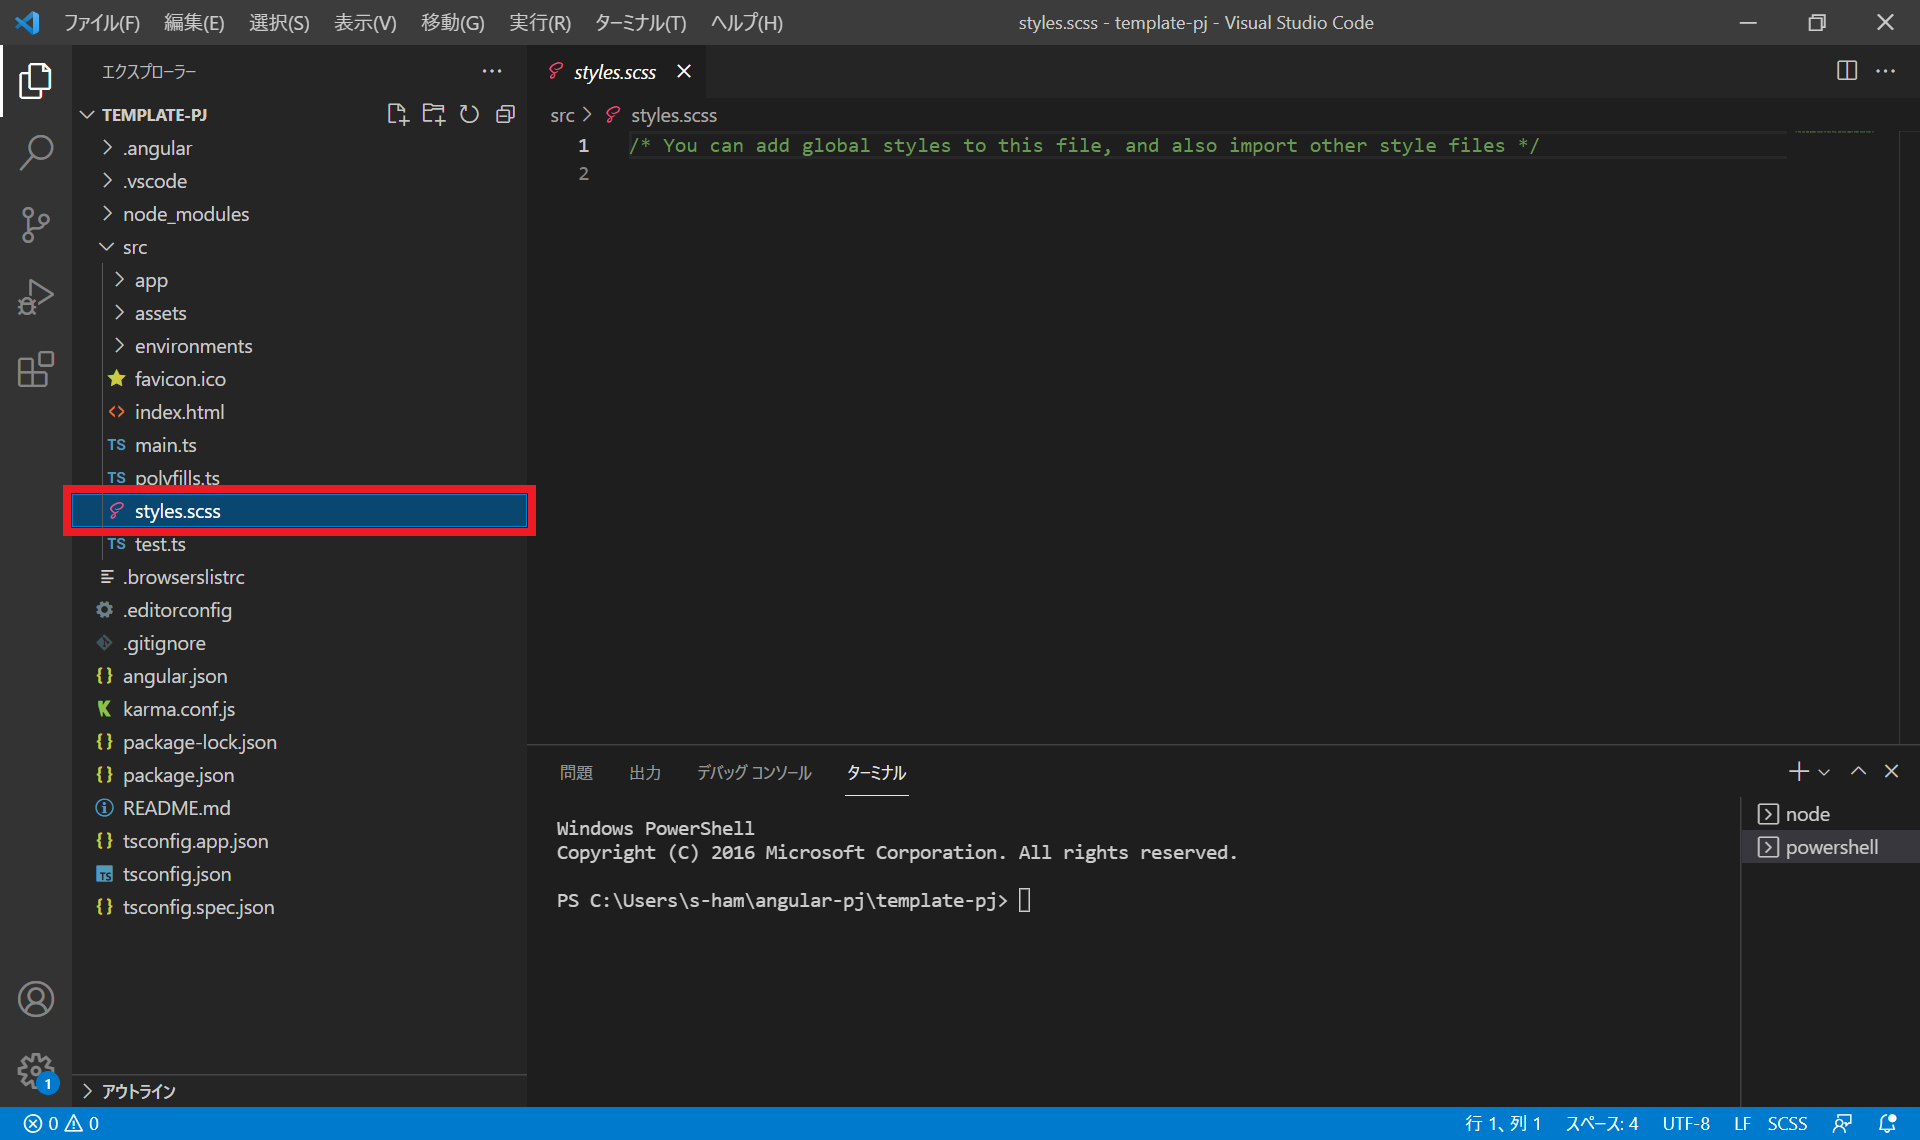 ファイル(F) 編集(E) 選択(S) 表示(V) 移動(G) 実行(R) ターミナル(T) ヘルプ(H) styles.scss - template-pj - Visual Studio Code
エクスプローラー
TEMPLATE-PJ
.angular
.vscode
node_modules
src
app
assets
environments
favicon.ico
<> index.html
TS main.ts
TS polyfills.ts
styles.scss
TS test.ts
.browserslistrc
.editorconfig
.gitignore
{} angular.json
karma.conf.js
{} package-lock.json
{} package.json
README.md
{} tsconfig.app.json
TS tsconfig.json
{} tsconfig.spec.json
アウトライン
styles.scss
src > styles.scss
1 /* You can add global styles to this file, and also import other style files */
2
問題 出力 デバッグ コンソール ターミナル
Windows PowerShell
Copyright (C) 2016 Microsoft Corporation. All rights reserved.
PS C:\Users\s-ham\angular-pj\template-pj>
node
powershell
1
0 0 行 1、列 1 スペース: 4 UTF-8 LF SCSS